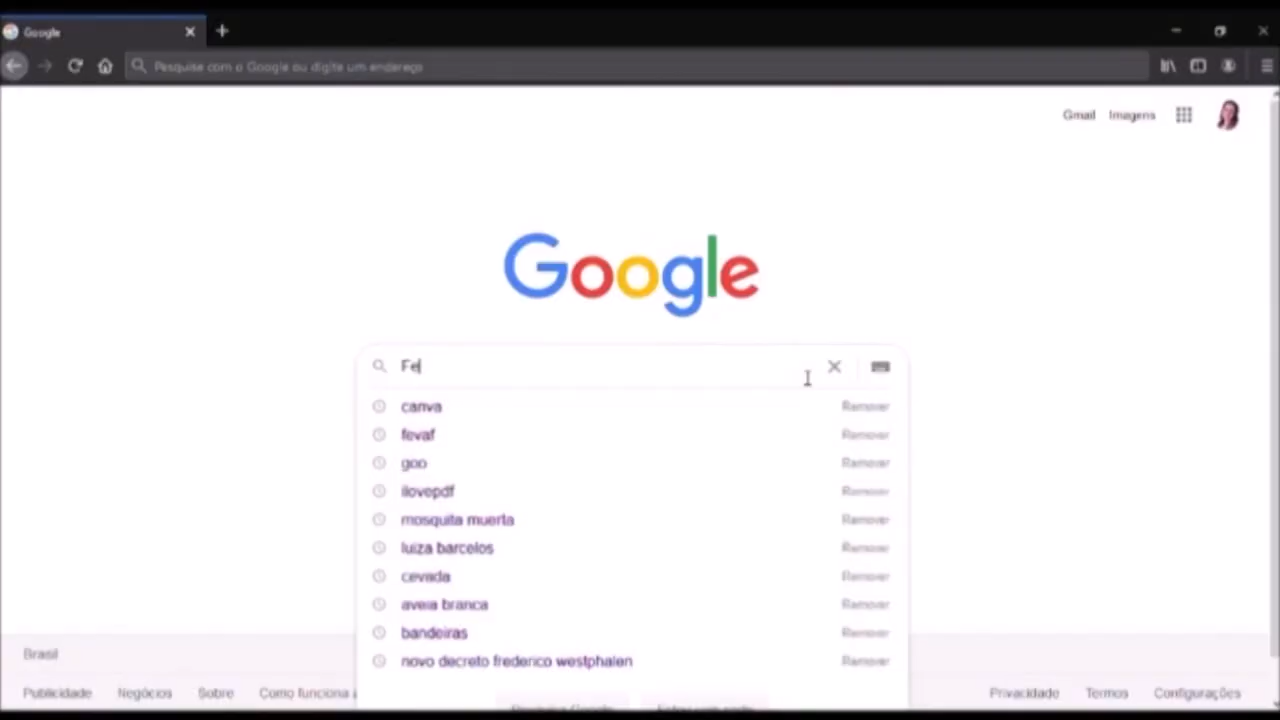 Google
Pesquise com o Google ou digite um endereço
Gmail Imagens
Google
Fe
canva Remover
fevaf Remover
goo Remover
ilovepdf Remover
mosquita muerta Remover
luiza barcelos Remover
cevada Remover
aveia branca Remover
bandeiras Remover
novo decreto frederico westphalen Remover
Brasil
Publicidade Negócios Sobre Como funciona Privacidade Termos Configurações